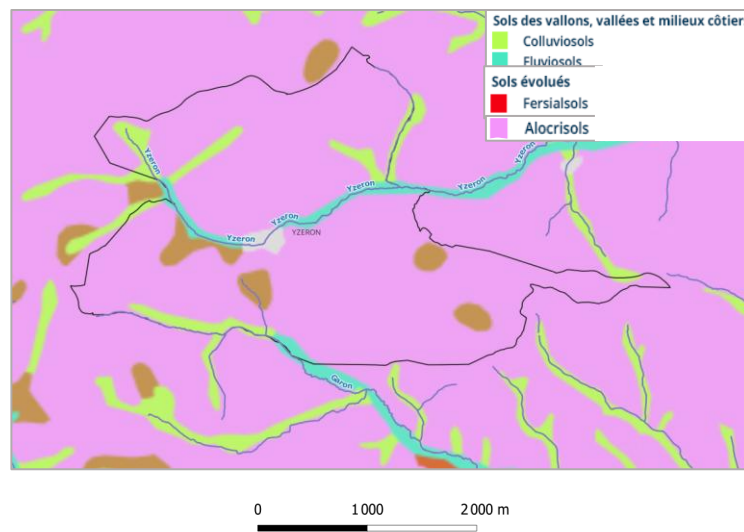 Sols des vallons, vallées et milieux côtier
Colluviosols
Fluviosols
Sols évolués
Fersialsols
Alocrisols
Yzeron
Yzeron
Yzeron
Yzeron
Yzeron
YZERON
Yzeron
Garon
0 1 000 2 000 m